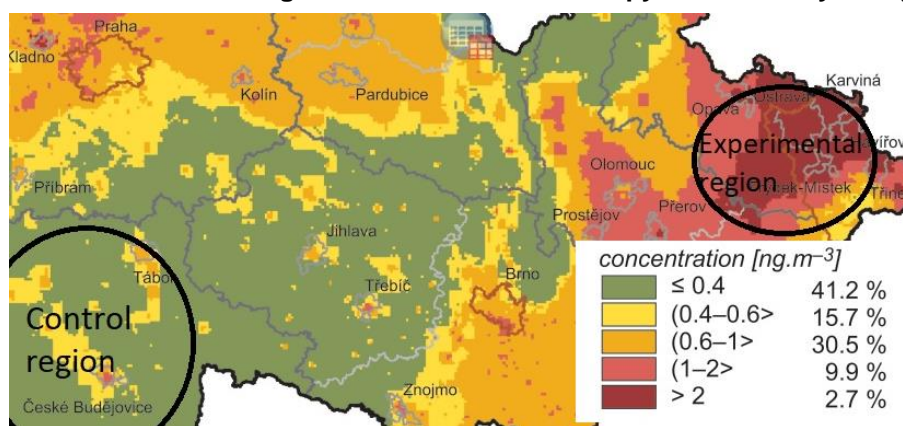 Praha
Kladno
Kolín
Pardubice
Příbram
Tábor
Jihlava
Třebíč
Brno
Znojmo
České Budějovice
Control
region
Olomouc
Prostějov
Přerov
Opava
Ostrava
Karviná
Experimental
region
concentration [ng.m⁻³]
≤ 0.4 41.2 %
(0.4–0.6> 15.7 %
(0.6–1> 30.5 %
(1–2> 9.9 %
> 2 2.7 %